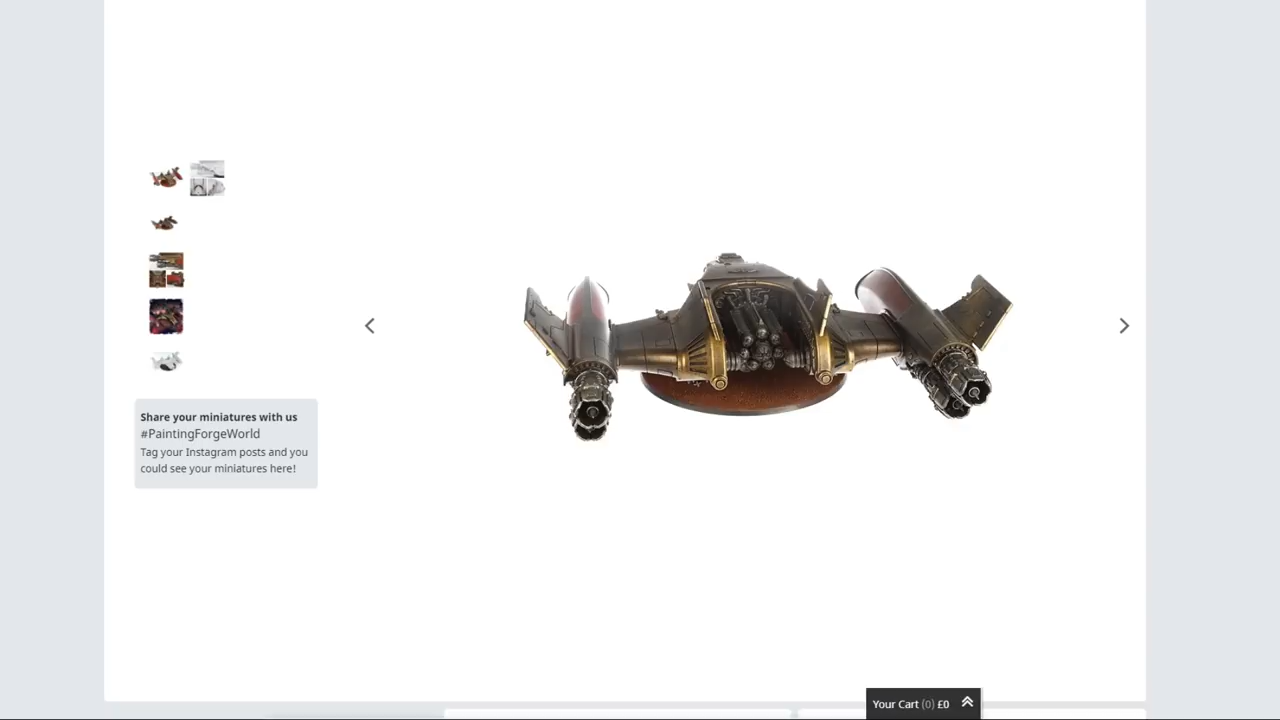 Share your miniatures with us
#PaintingForgeWorld
Tag your Instagram posts and you
could see your miniatures here!
Your Cart (0) £0